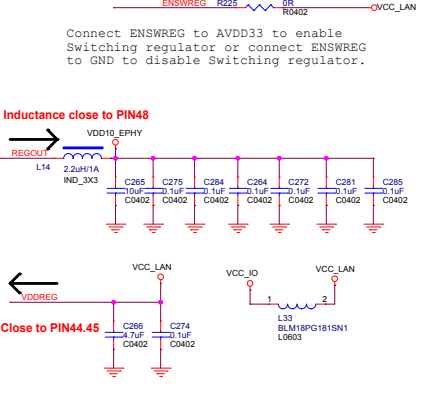 ENSWREG R225 0R
R0402
VCC_LAN
Connect ENSWREG to AVDD33 to enable
Switching regulator or connect ENSWREG
to GND to disable Switching regulator.
Inductance close to PIN48
VDD10_EPHY
REGOUT
L14
2.2uH/1A
IND_3X3
C265 C275 C284 C264 C272 C281 C285
10uF 0.1uF 0.1uF 0.1uF 0.1uF 0.1uF 0.1uF
C0402 C0402 C0402 C0402 C0402 C0402 C0402
VCC_LAN
VCC_IO
VCC_LAN
VDDREG
1 2
L33
BLM18PG181SN1
L0603
Close to PIN44.45
C266 C274
4.7uF 0.1uF
C0402 C0402